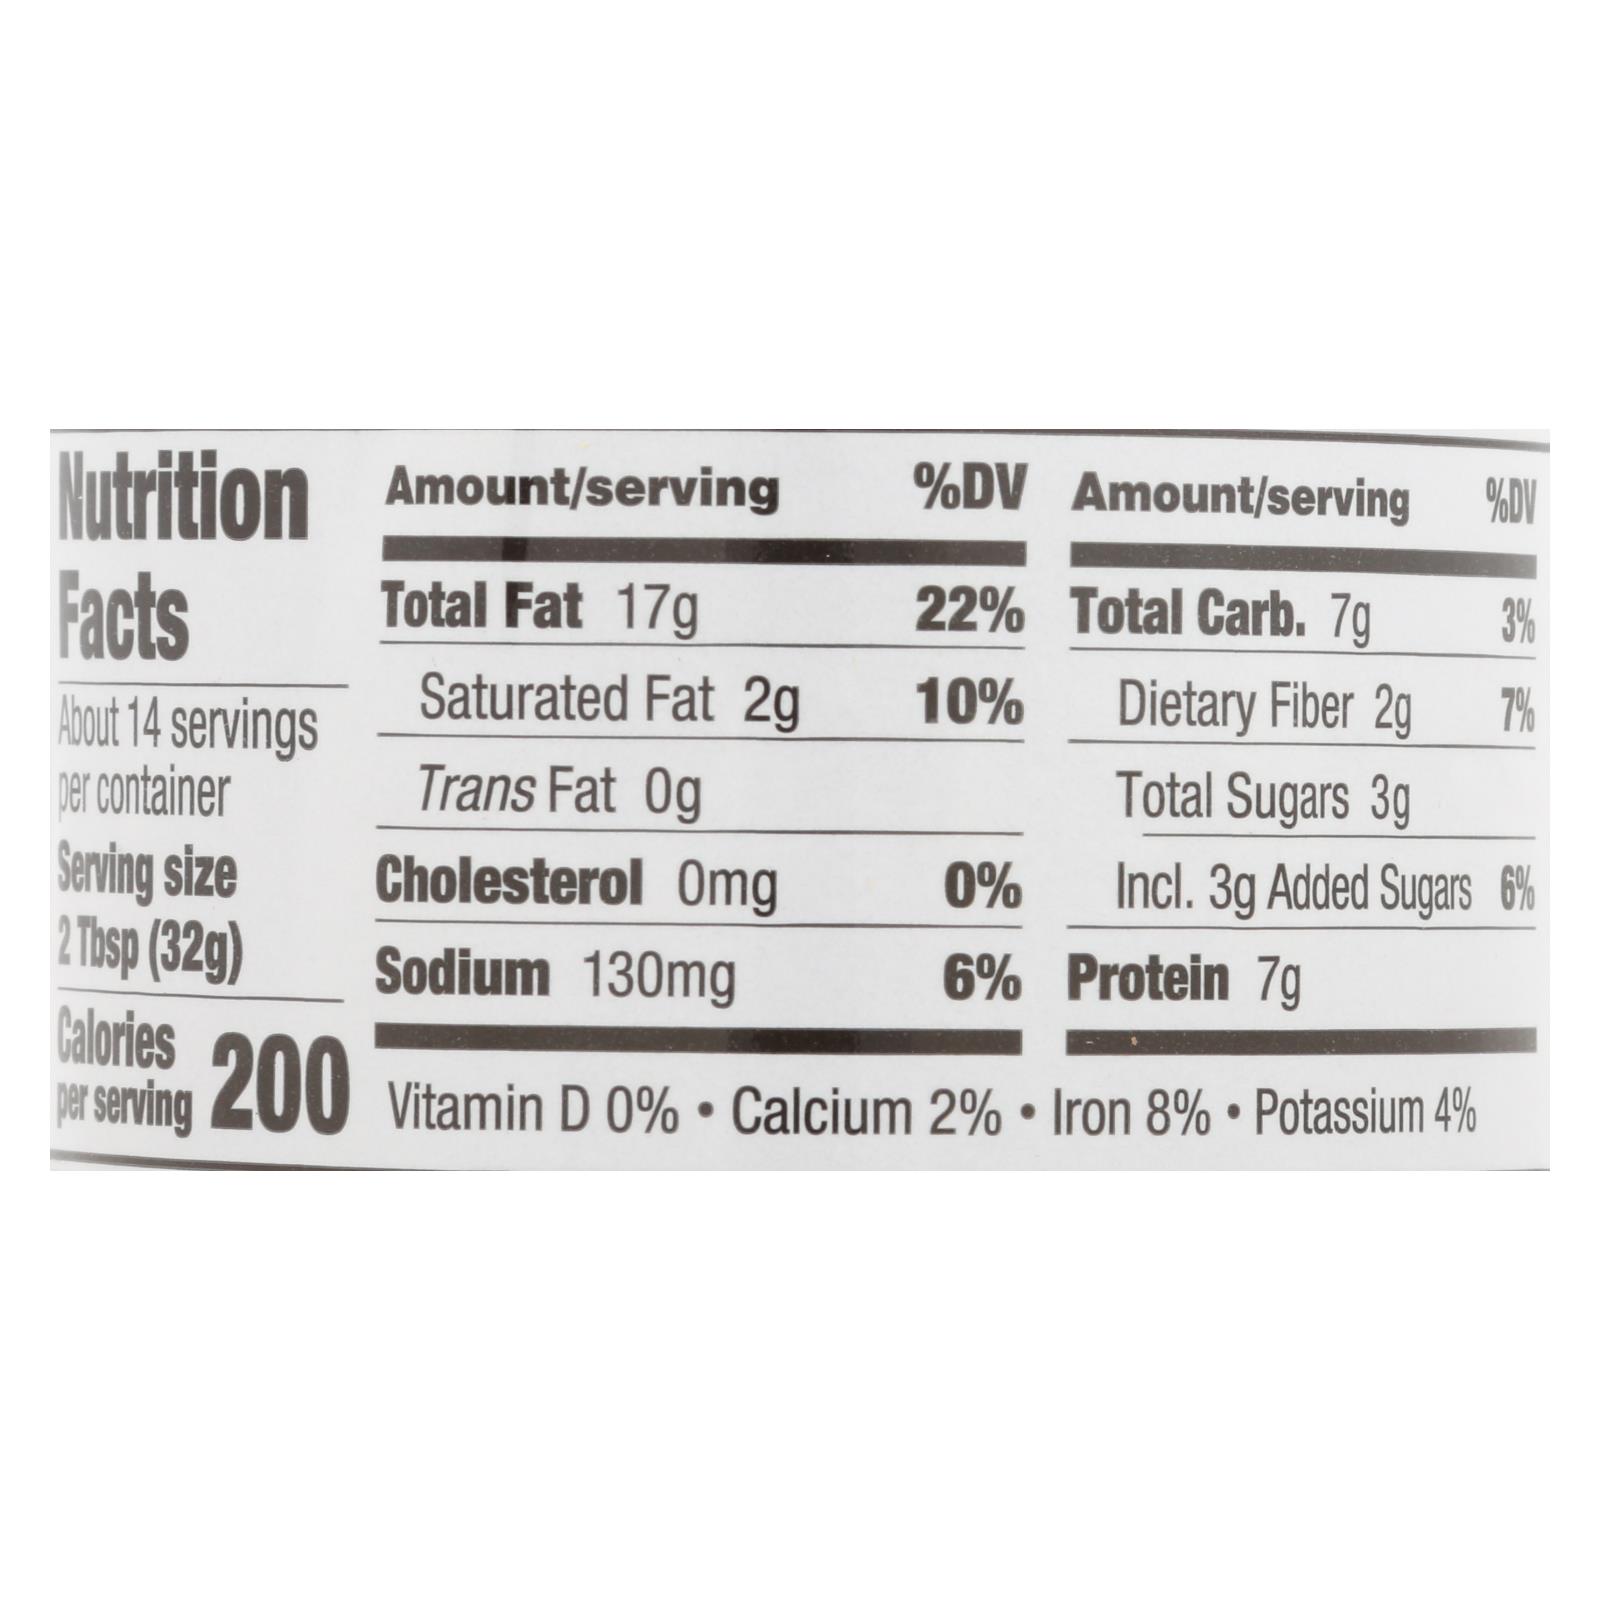 Nutrition
Facts
About 14 servings
per container
Serving size
2 Tbsp (32g)
Calories
per serving 200
Amount/serving %DV
Total Fat 17g 22%
Saturated Fat 2g 10%
Trans Fat 0g
Cholesterol 0mg 0%
Sodium 130mg 6%
Amount/serving %DV
Total Carb. 7g 3%
Dietary Fiber 2g 7%
Total Sugars 3g
Incl. 3g Added Sugars 6%
Protein 7g
Vitamin D 0% • Calcium 2% • Iron 8% • Potassium 4%